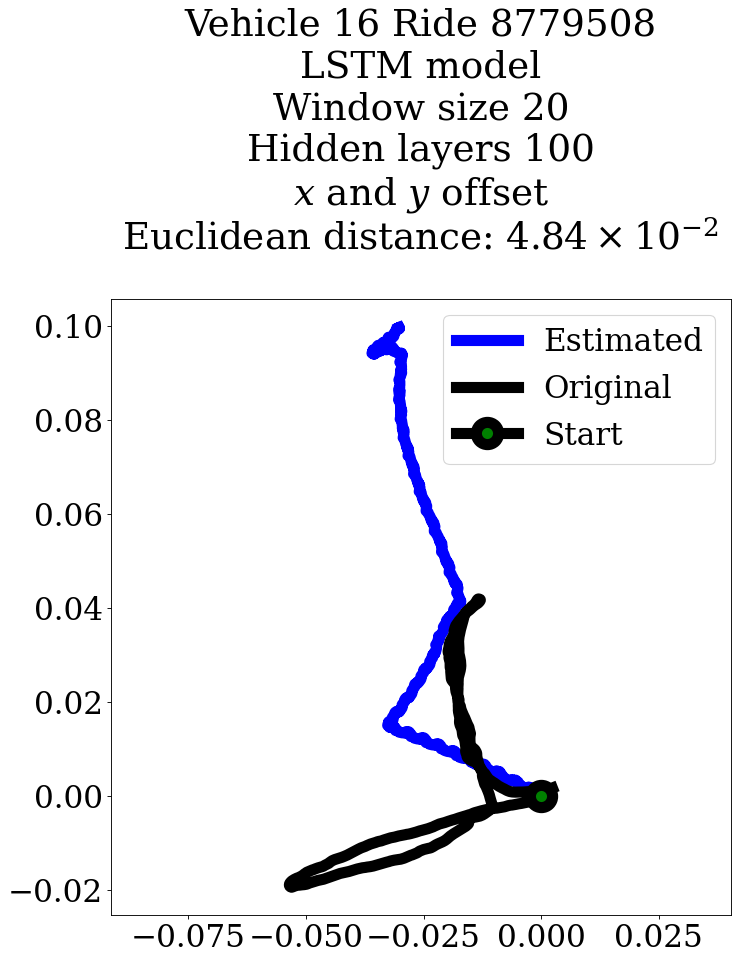 Vehicle 16 Ride 8779508
LSTM model
Window size 20
Hidden layers 100
x and y offset
Euclidean distance: 4.84 × 10⁻²
Estimated
Original
Start
0.10
0.08
0.06
0.04
0.02
0.00
−0.02
−0.075 −0.050 −0.025 0.000 0.025